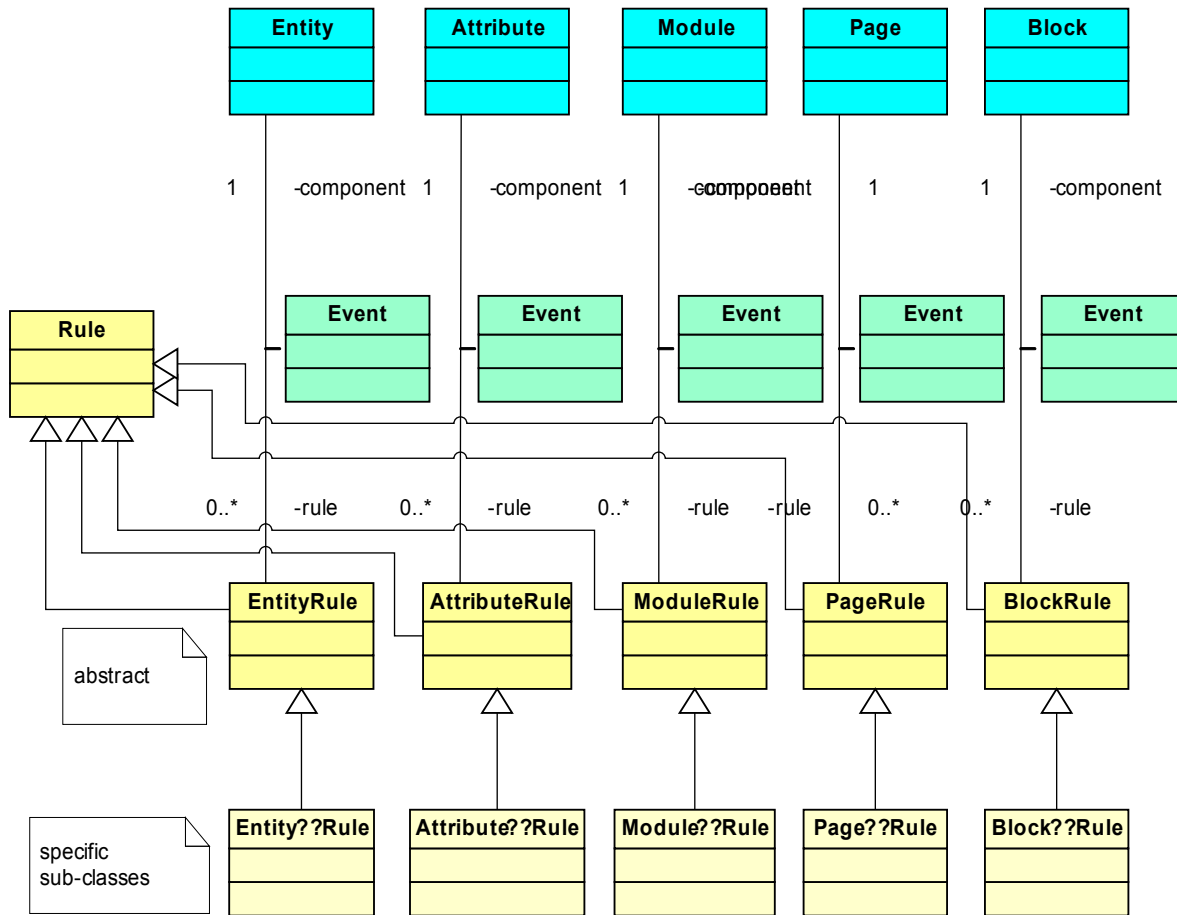 Entity Attribute Module Page Block
1 -component 1 -component 1 -component -component 1 1 -component
Event Event Event Event Event
Rule
0..* -rule 0..* -rule 0..* -rule -rule 0..* 0..* -rule
EntityRule AttributeRule ModuleRule PageRule BlockRule
abstract
Entity??Rule Attribute??Rule Module??Rule Page??Rule Block??Rule
specific
sub-classes